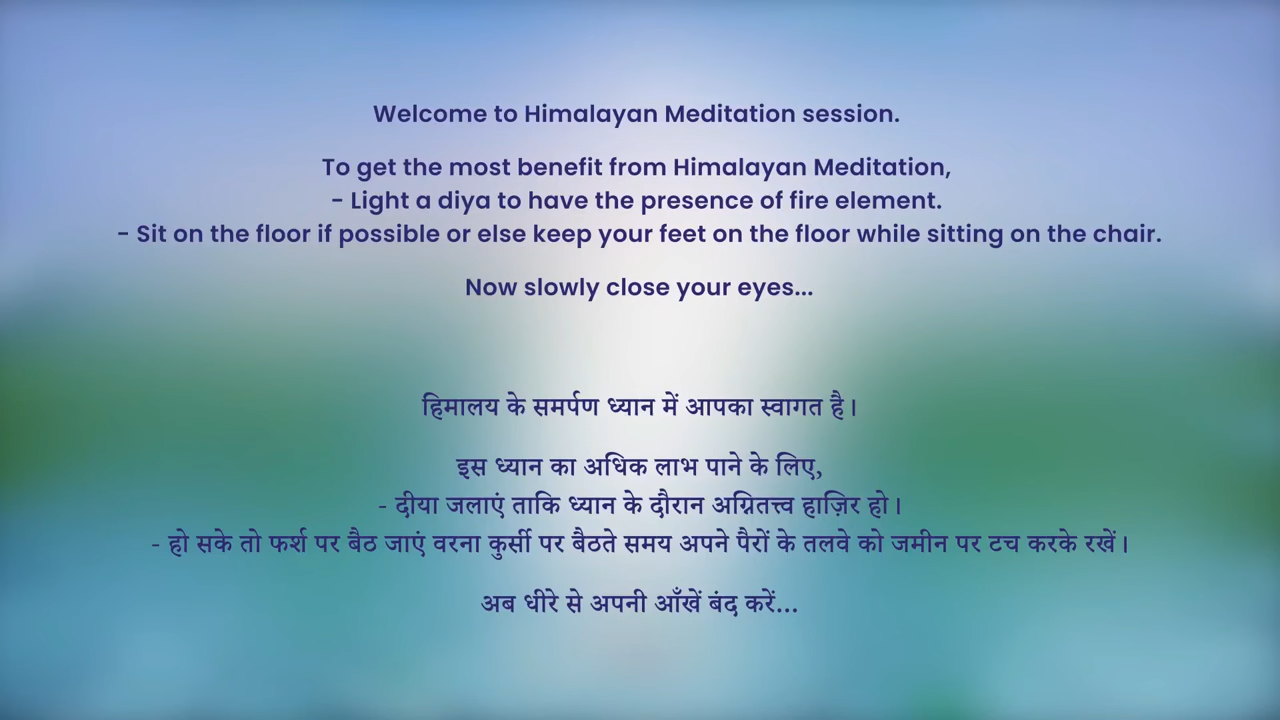 Welcome to Himalayan Meditation session.
To get the most benefit from Himalayan Meditation,
- Light a diya to have the presence of fire element.
- Sit on the floor if possible or else keep your feet on the floor while sitting on the chair.
Now slowly close your eyes...
हिमालय के समर्पण ध्यान में आपका स्वागत है।
इस ध्यान का अधिक लाभ पाने के लिए,
- दीया जलाएं ताकि ध्यान के दौरान अग्नितत्त्व हाज़िर हो।
- हो सके तो फर्श पर बैठ जाएं वरना कुर्सी पर बैठते समय अपने पैरों के तलवे को जमीन पर टच करके रखें।
अब धीरे से अपनी आँखें बंद करें...